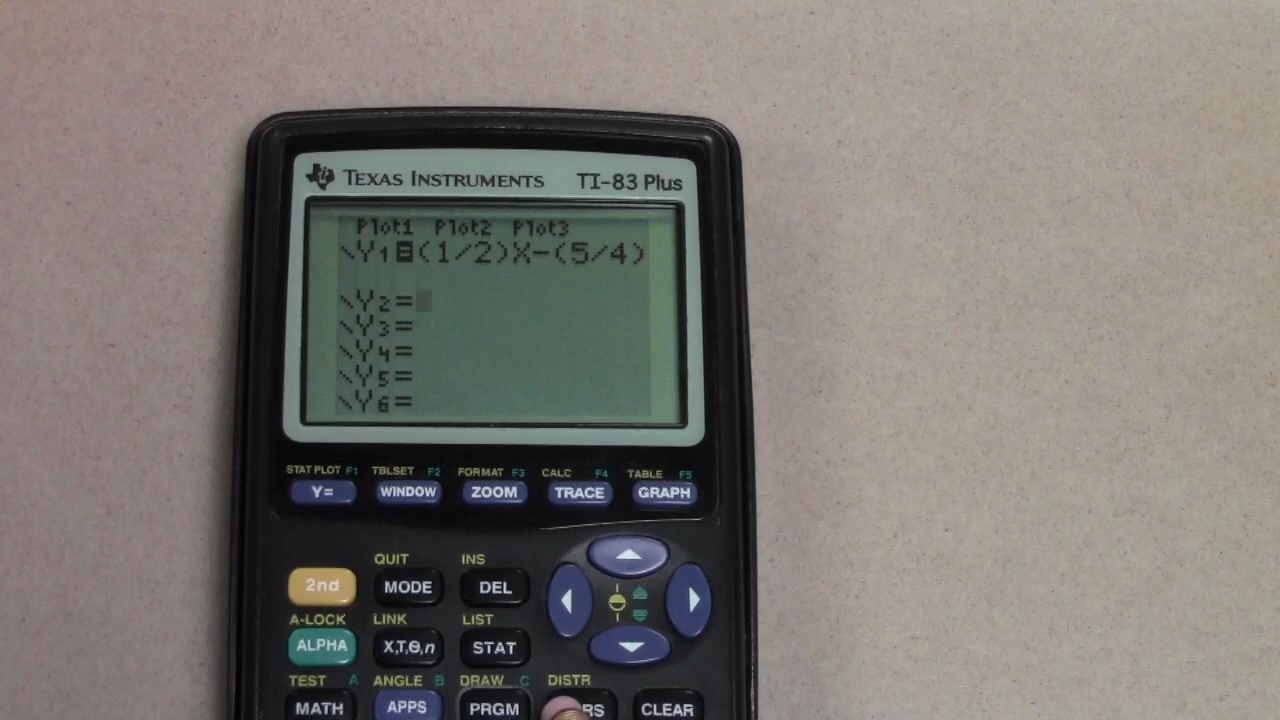 TEXAS INSTRUMENTS TI-83 Plus
Plot1 Plot2 Plot3
\Y1=(1/2)X-(5/4)
\Y2=
\Y3=
\Y4=
\Y5=
\Y6=
STAT PLOT F1 TBLSET F2 FORMAT F3 CALC F4 TABLE F5
Y= WINDOW ZOOM TRACE GRAPH
QUIT INS
2nd MODE DEL
A-LOCK LINK LIST
ALPHA X,T,Θ,n STAT
TEST A ANGLE B DRAW C DISTR
MATH APPS PRGM RS CLEAR